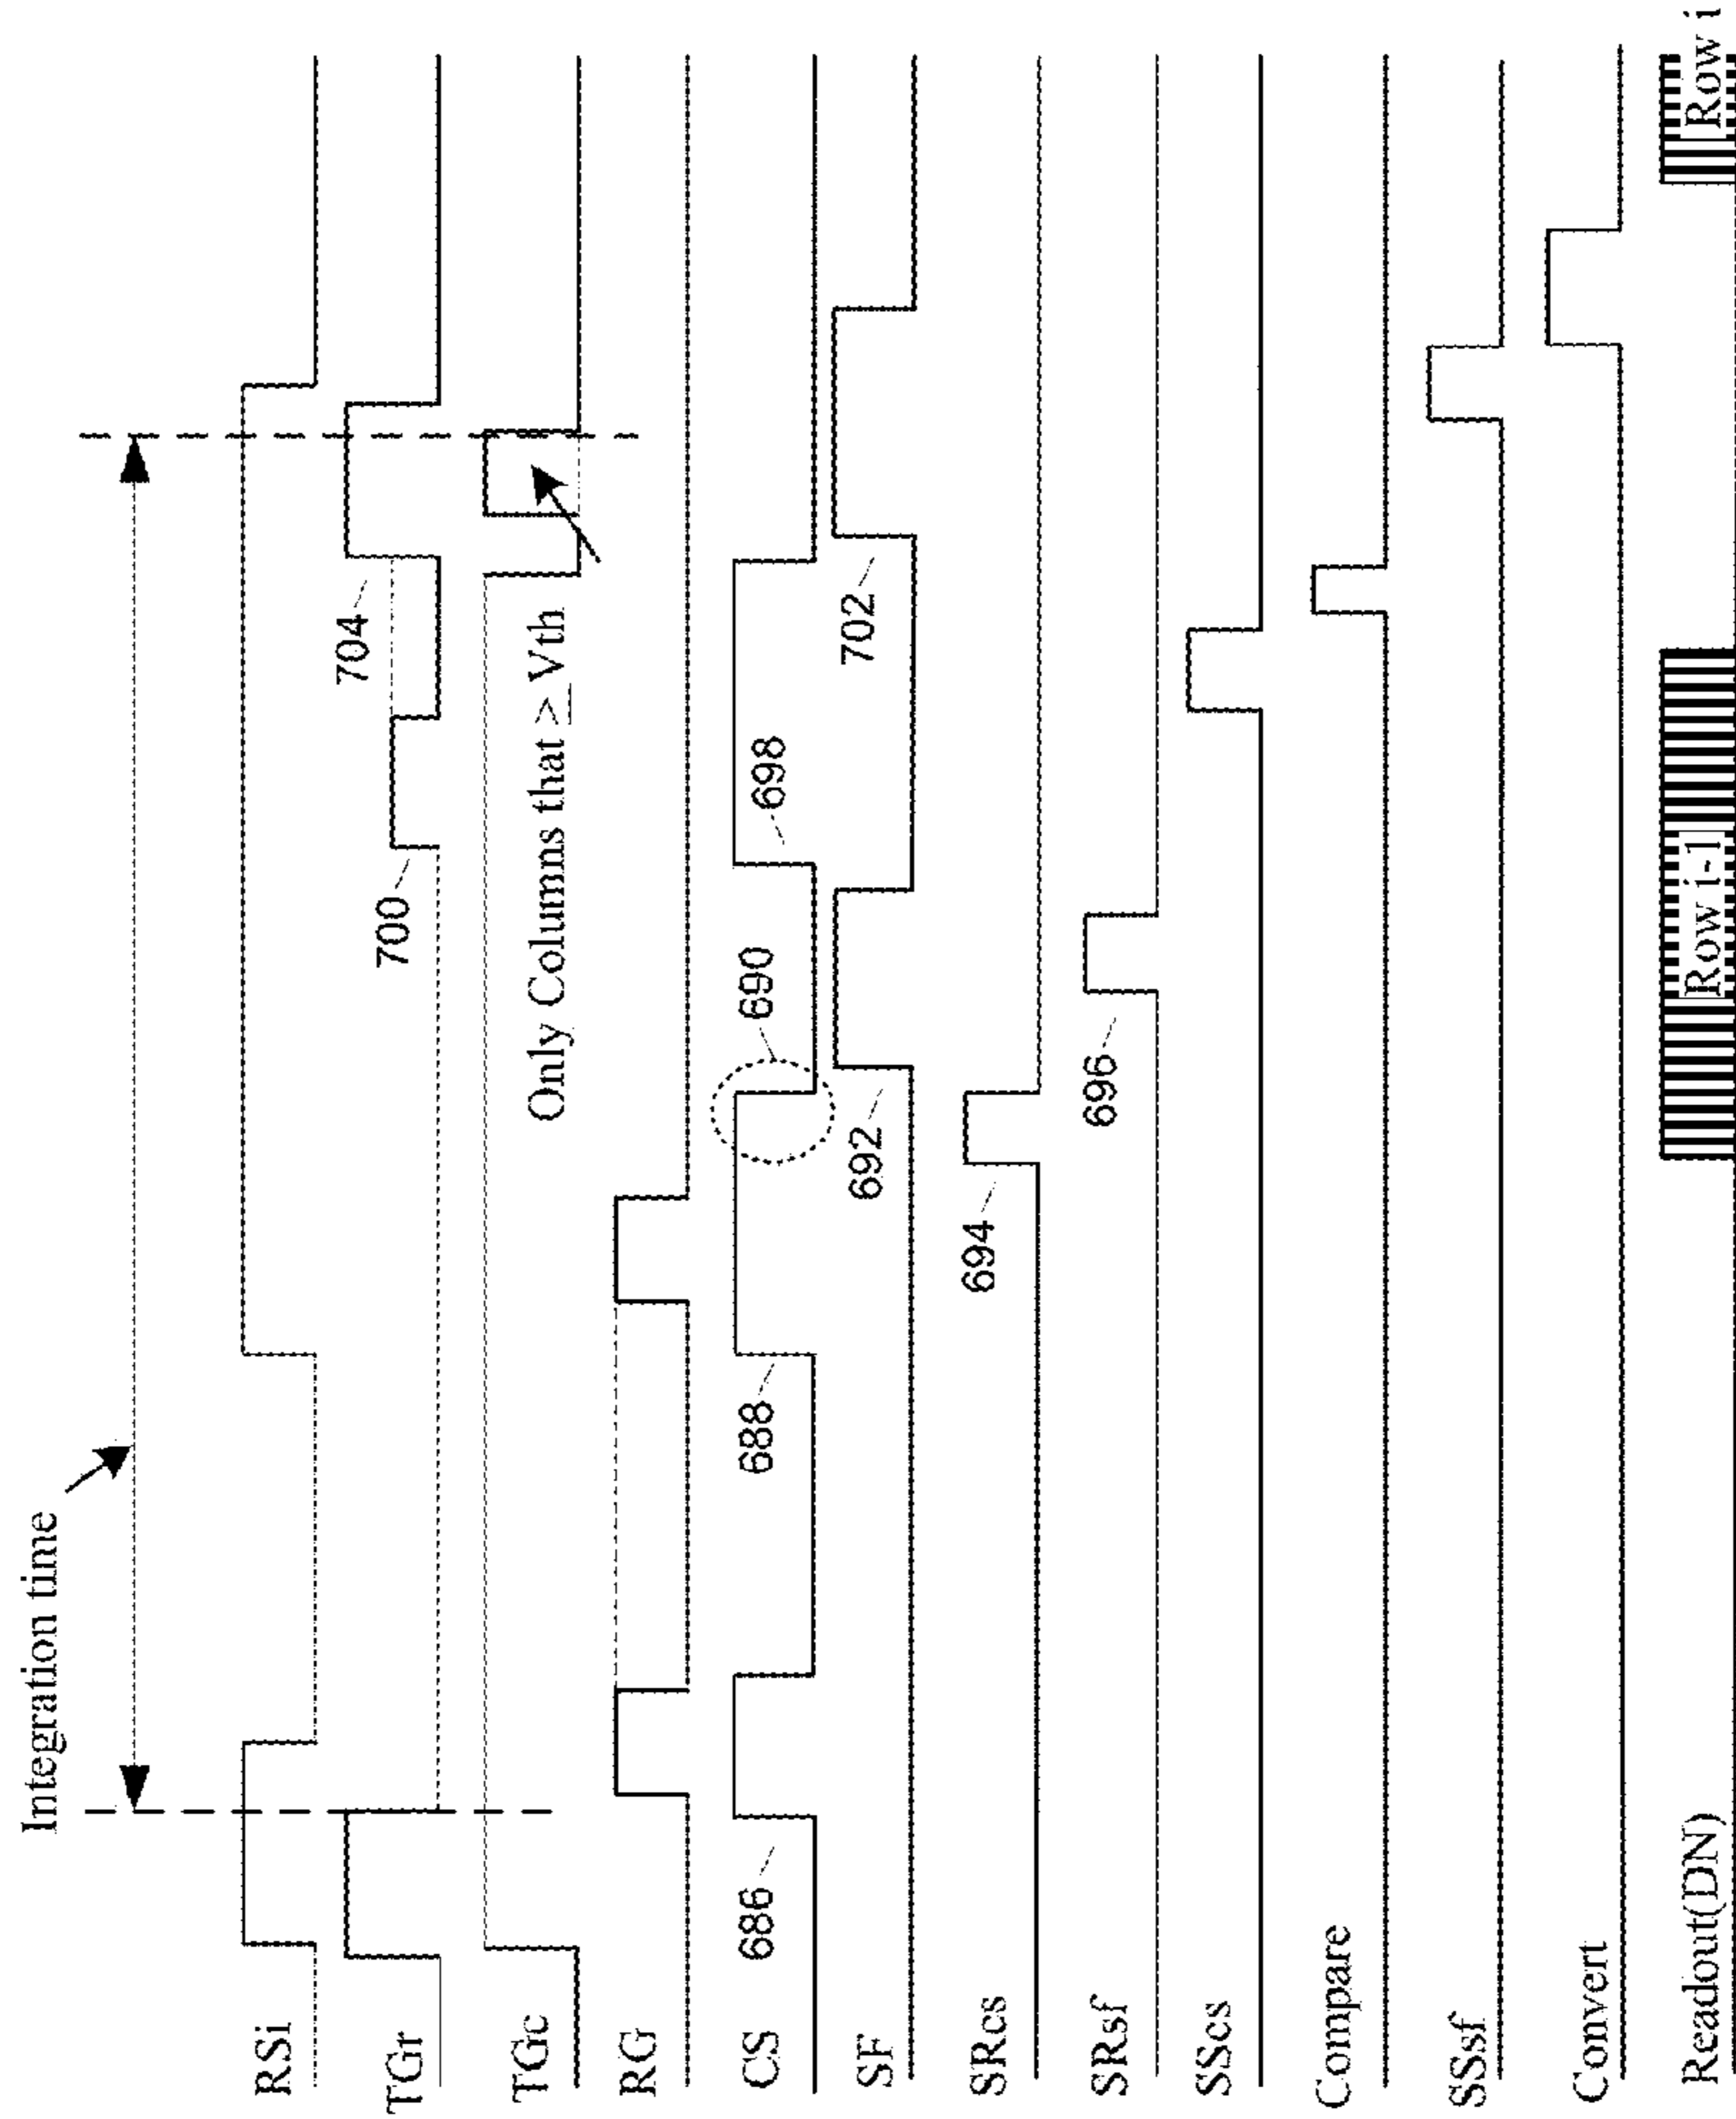 Integration time
RSi
TGr
700
704
TGc
Only Columns that ≥ Vth
RG
CS
686
688
690
698
SF
692
702
SRcs
694
SRsf
696
SScs
Compare
SSsf
Convert
Readout(DN)
Row i-1
Row i